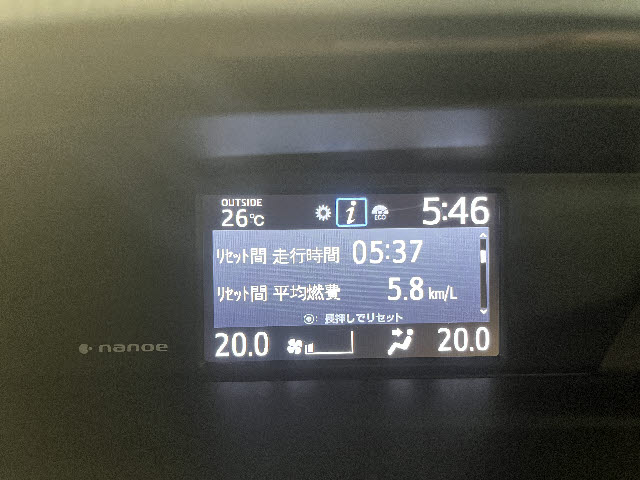 OUTSIDE
26℃
i
ECO
5:46
リセット間 走行時間 05:37
リセット間 平均燃費 5.8 km/L
◉: 長押しでリセット
20.0
20.0
nanoe